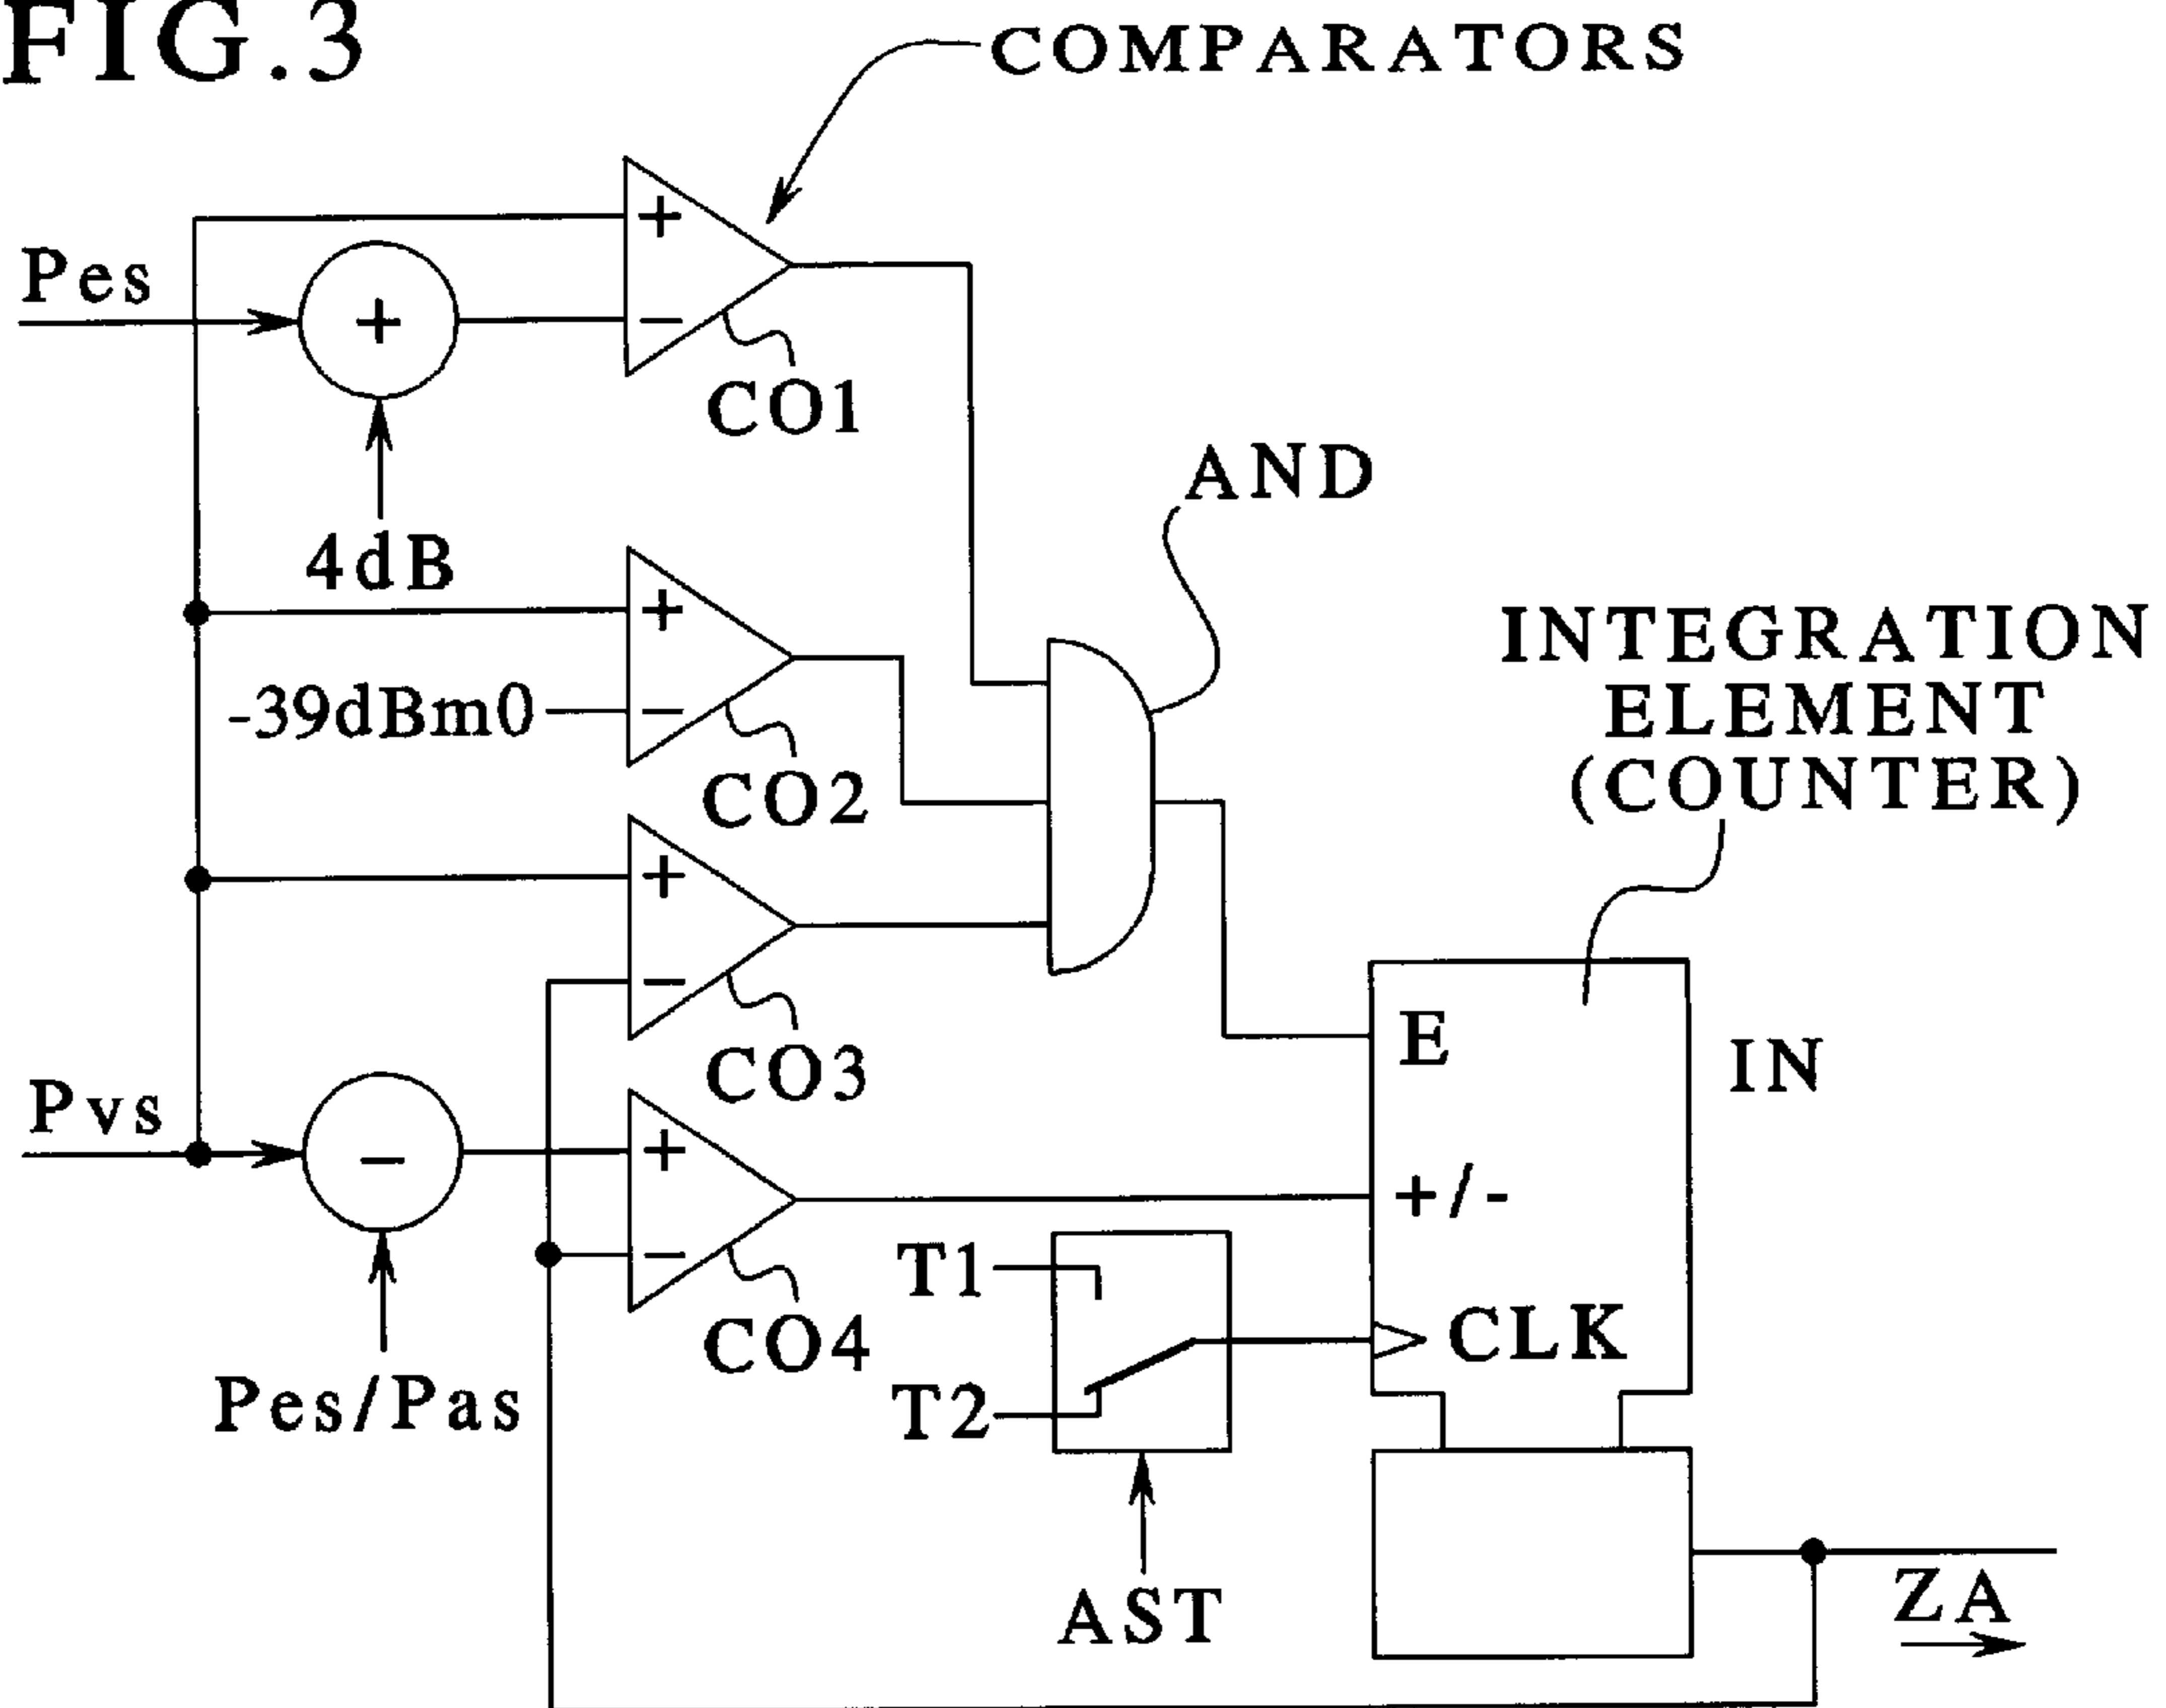 FIG.3
COMPARATORS
+
Pes
+
−
CO1
4dB
AND
+
-39dBm0
−
CO2
INTEGRATION
ELEMENT
(COUNTER)
+
−
CO3
E
IN
Pvs
−
+
−
CO4
+/-
T1
T2
CLK
Pes/Pas
AST
ZA